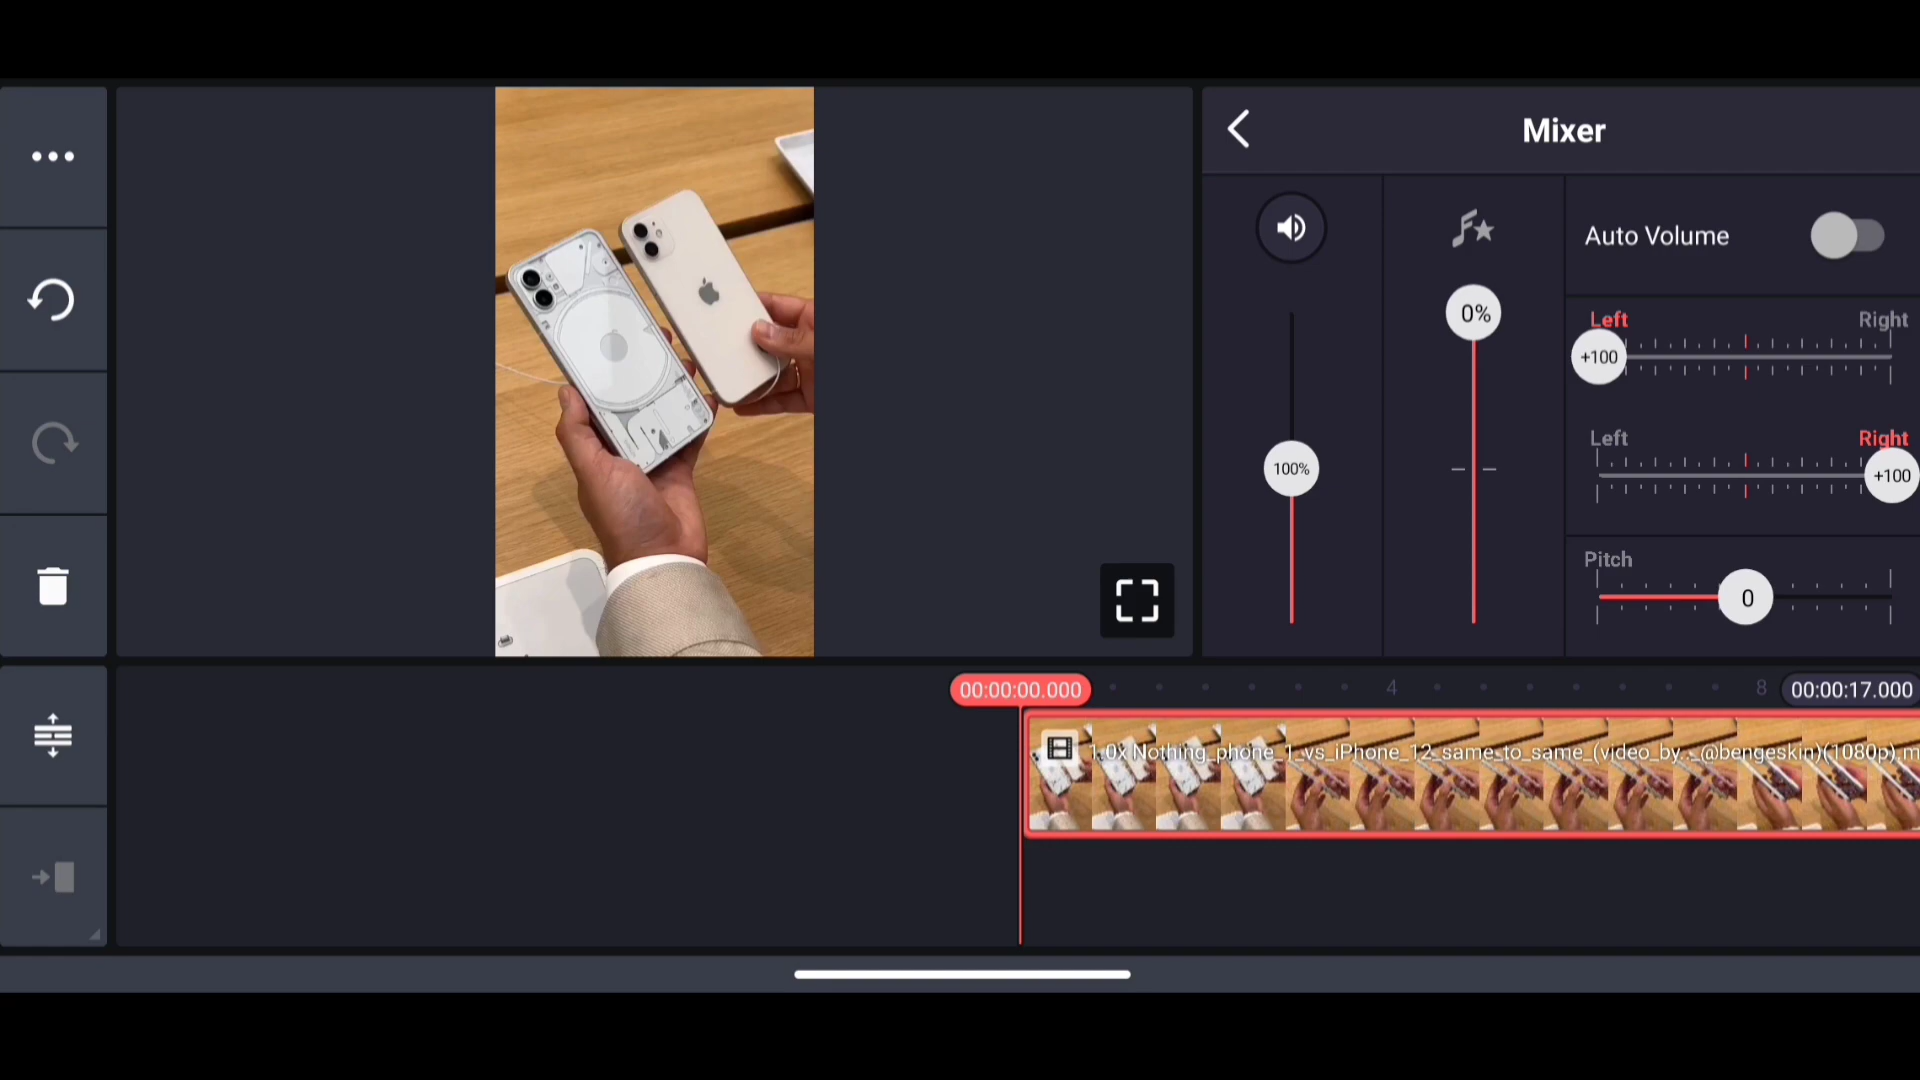 Mixer
Auto Volume
0%
Left Right
+100
Left Right
+100
100%
Pitch
0
00:00:00.000
4
8
00:00:17.000
1.0x Nothing_phone_1_vs_iPhone_12_same_to_same_(video_by..._@bengeskin)(1080p).m